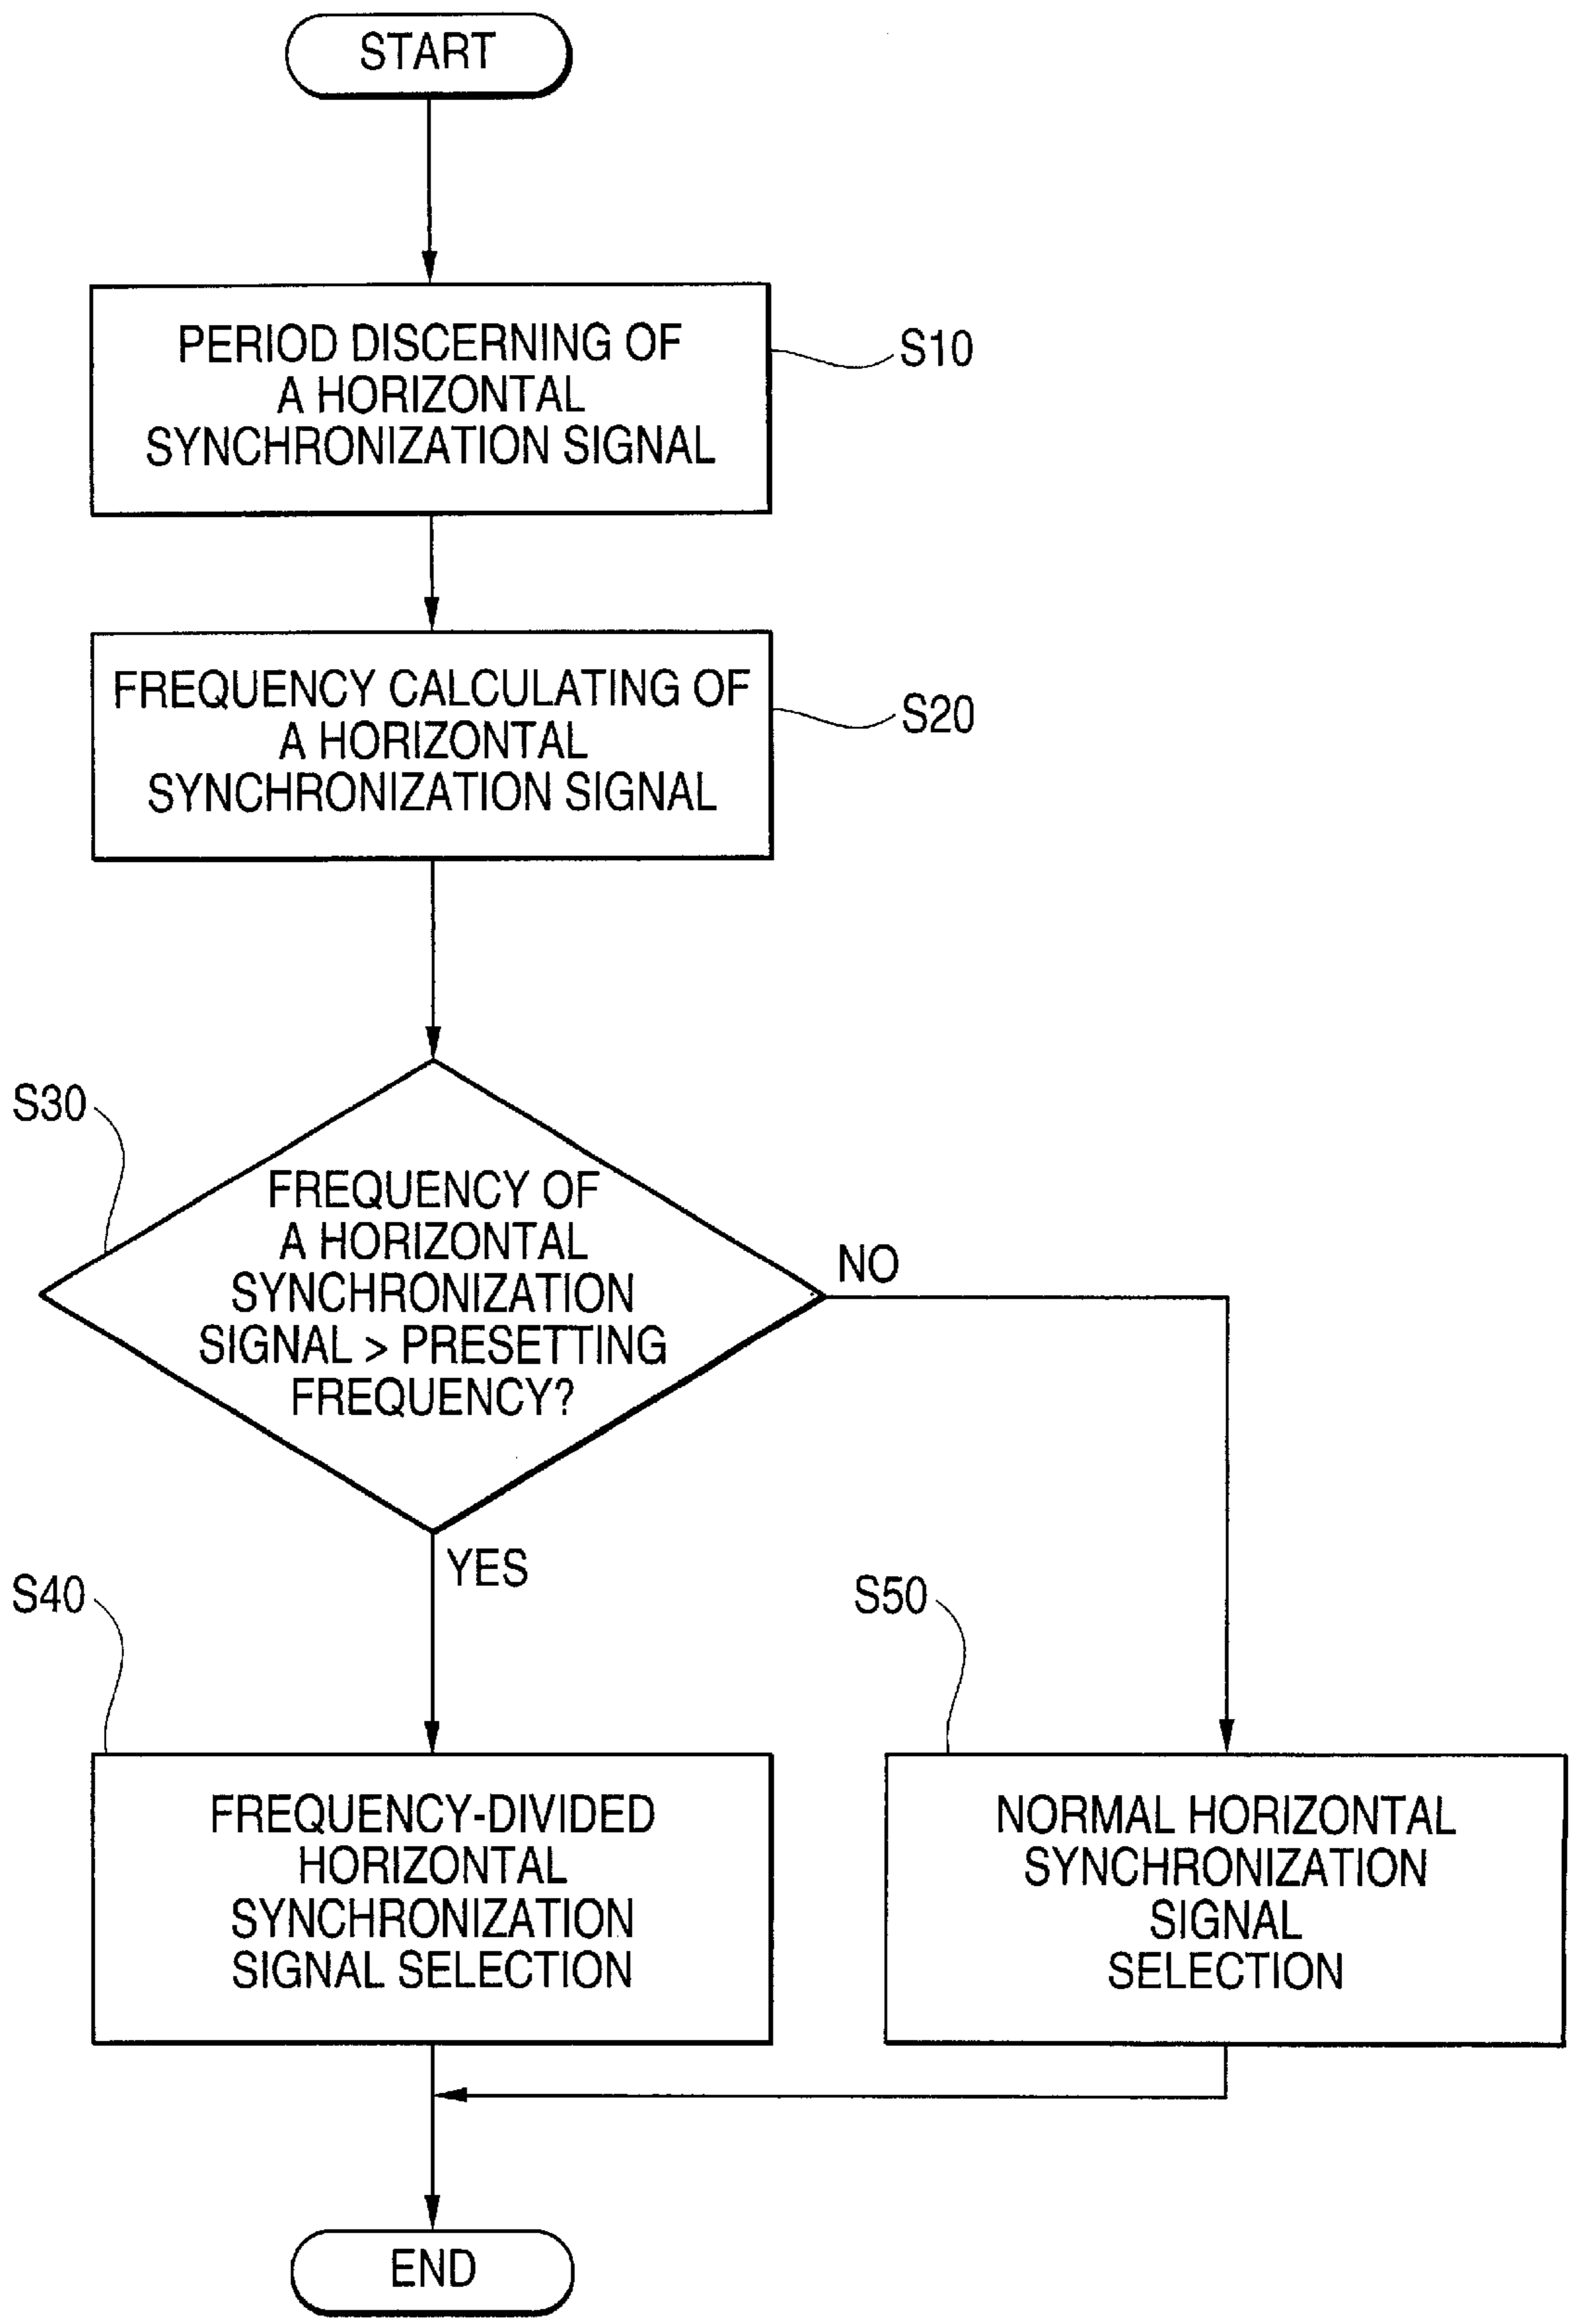 START
PERIOD DISCERNING OF
A HORIZONTAL
SYNCHRONIZATION SIGNAL
S10
FREQUENCY CALCULATING OF
A HORIZONTAL
SYNCHRONIZATION SIGNAL
S20
S30
FREQUENCY OF
A HORIZONTAL
SYNCHRONIZATION
SIGNAL > PRESETTING
FREQUENCY?
NO
YES
S40
FREQUENCY-DIVIDED
HORIZONTAL
SYNCHRONIZATION
SIGNAL SELECTION
S50
NORMAL HORIZONTAL
SYNCHRONIZATION
SIGNAL
SELECTION
END